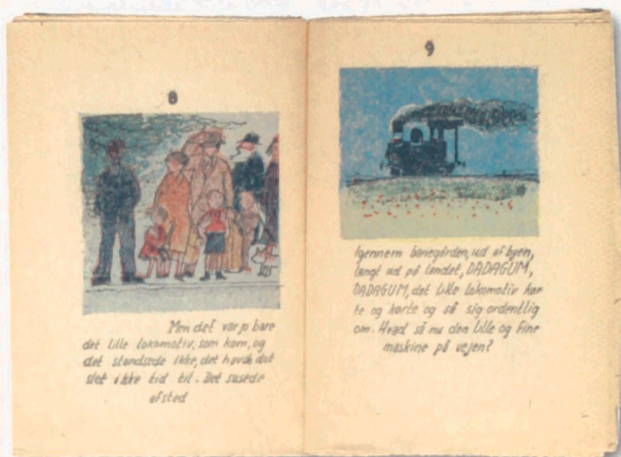 8
Men det var jo bare
det lille lokomotiv, som kom, og
det standsede ikke, det havde det
slet ikke tid til. Det susede
afsted
9
Igennem banegården, ud af byen,
langt ud på landet, DADAGUM,
DADAGUM, det lille lokomotiv kør
te og kørte og så sig ordentlig
om. Hvad så nu den lille og fine
maskine på vejen?